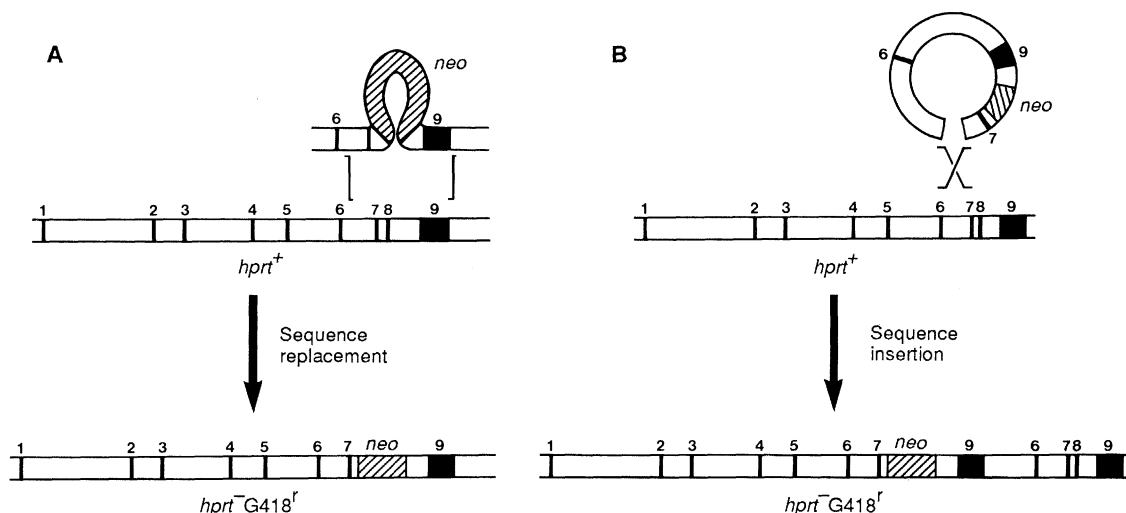 A
neo
6 9
1 2 3 4 5 6 7 8 9
hprt+
Sequence
replacement
1 2 3 4 5 6 7 neo 9
hprt−G418r
B
6 9
neo
7
1 2 3 4 5 6 7 8 9
hprt+
Sequence
insertion
1 2 3 4 5 6 7 neo 9 6 7 8 9
hprt−G418r